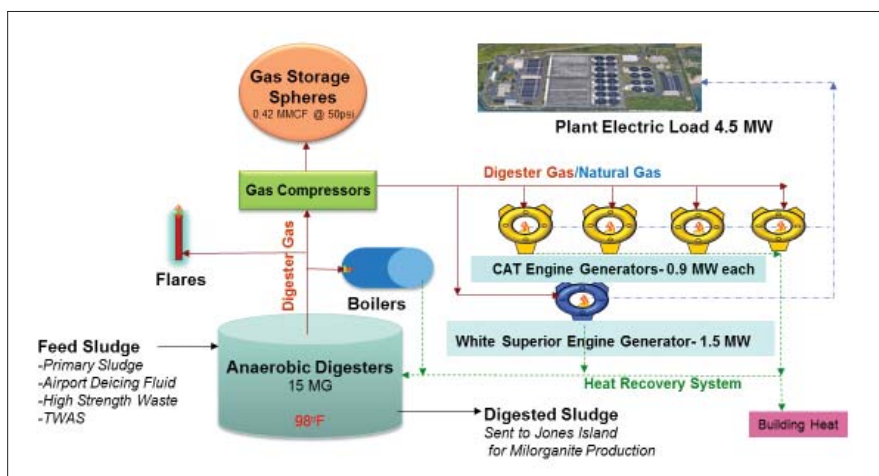 Gas Storage
Spheres
0.42 MMCF @ 50psi
Plant Electric Load 4.5 MW
Gas Compressors
Digester Gas/Natural Gas
Digester Gas
Flares
Boilers
CAT Engine Generators- 0.9 MW each
White Superior Engine Generator- 1.5 MW
Feed Sludge
-Primary Sludge
-Airport Deicing Fluid
-High Strength Waste
-TWAS
Anaerobic Digesters
15 MG
98°F
Heat Recovery System
Digested Sludge
Sent to Jones Island
for Milorganite Production
Building Heat